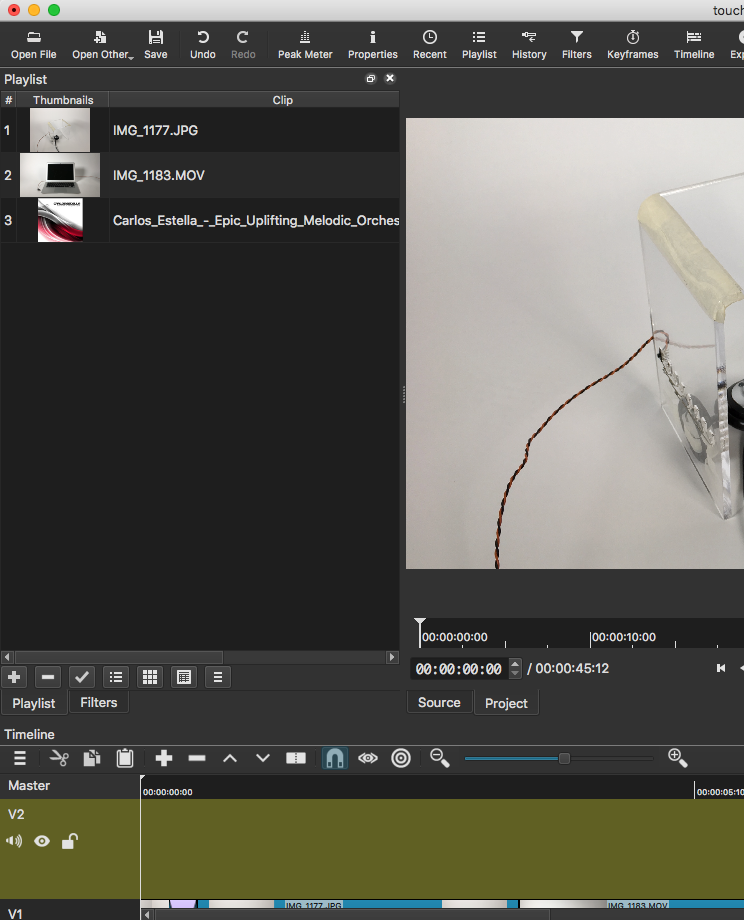 touch
Open File Open Other Save Undo Redo Peak Meter Properties Recent Playlist History Filters Keyframes Timeline Exp
Playlist
# Thumbnails Clip
1 IMG_1177.JPG
2 IMG_1183.MOV
3 Carlos_Estella_-_Epic_Uplifting_Melodic_Orches
00:00:00:00 00:00:10:00
00:00:00:00 / 00:00:45:12
Playlist Filters Source Project
Timeline
Master 00:00:00:00 00:00:05:10
V2
V1 IMG_1177.JPG IMG_1183.MOV